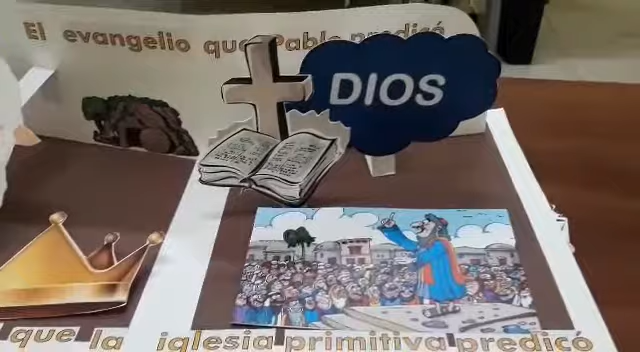 El evangelio que Pablo predicó
DIOS
que la iglesia primitiva predicó